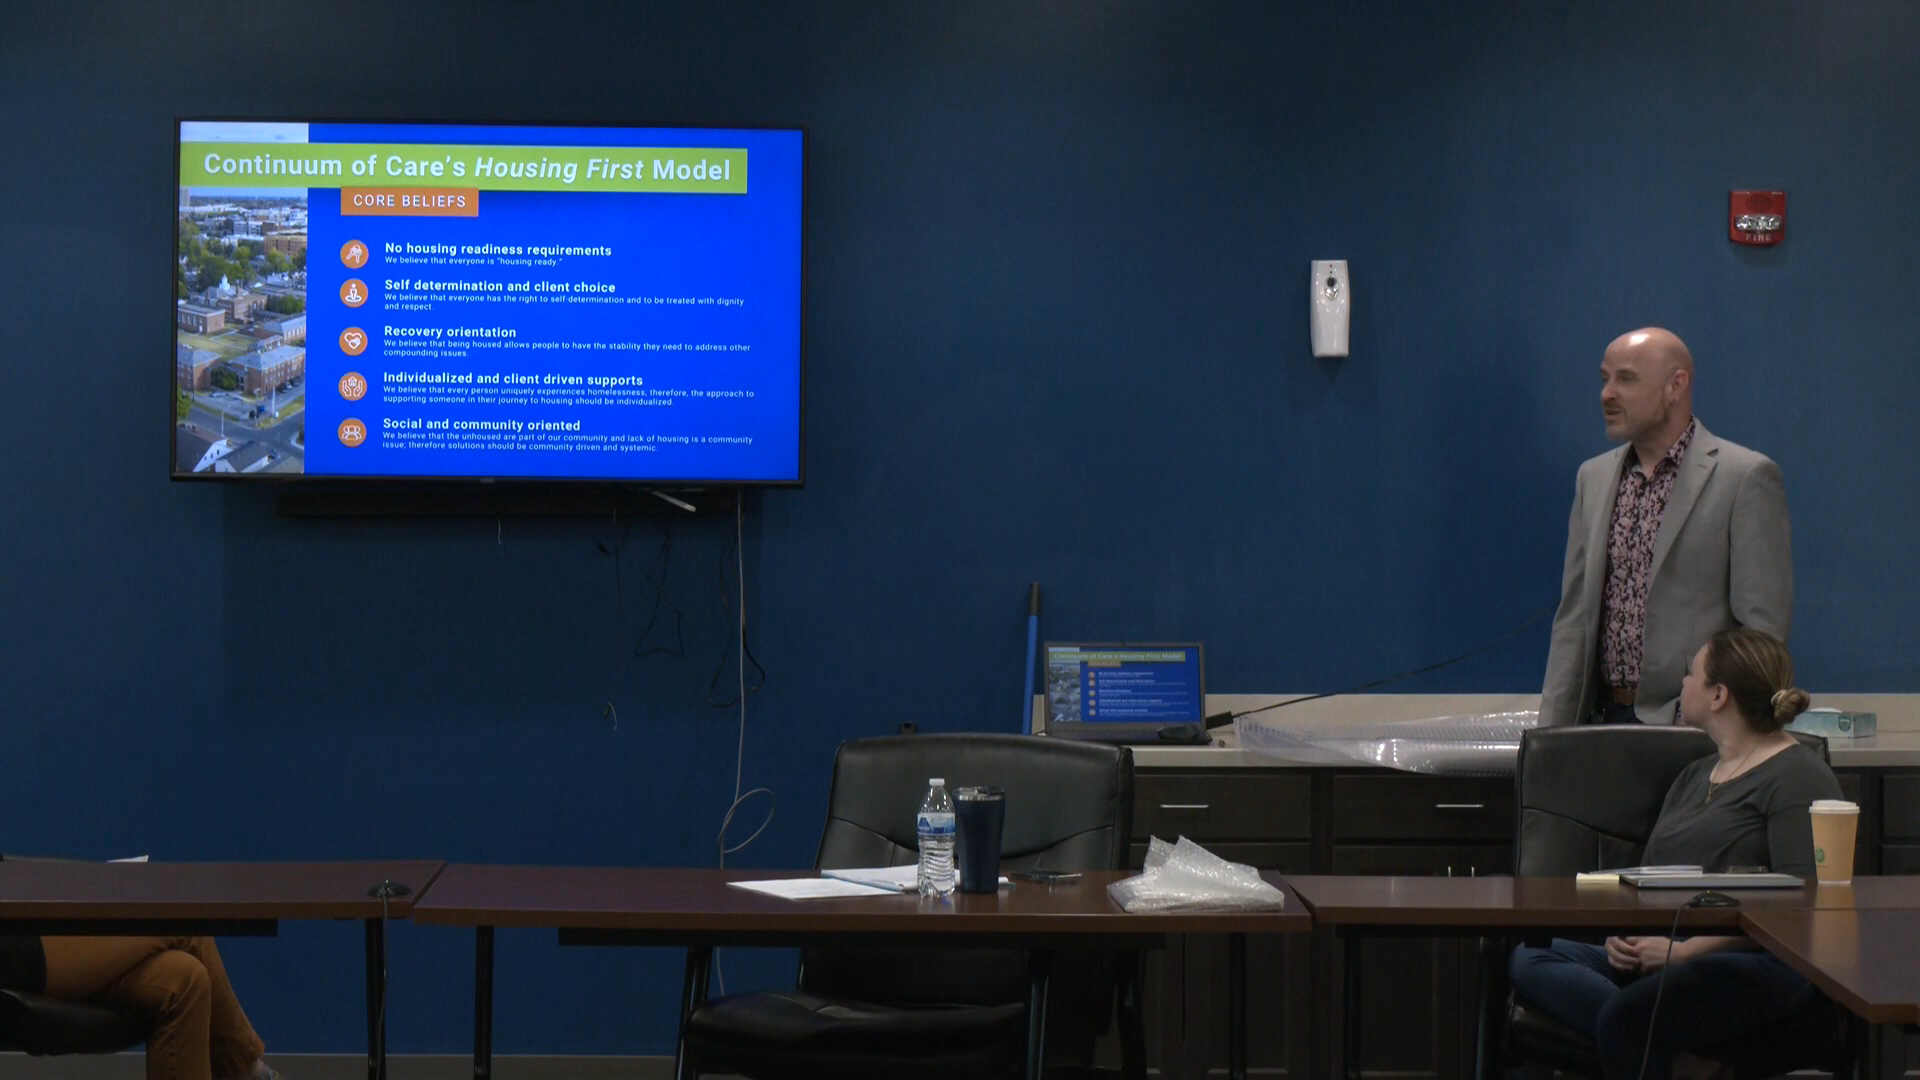 Continuum of Care's Housing First Model
CORE BELIEFS
No housing readiness requirements
We believe that everyone is "housing ready."
Self determination and client choice
We believe that everyone has the right to self-determination and to be treated with dignity
and respect.
Recovery orientation
We believe that being housed allows people to have the stability they need to address other
compounding issues.
Individualized and client driven supports
We believe that every person uniquely experiences homelessness, therefore, the approach to
supporting someone in their journey to housing should be individualized.
Social and community oriented
We believe that the unhoused are part of our community and lack of housing is a community
issue; therefore solutions should be community driven and systemic.
FIRE
Continuum of Care's Housing First Model